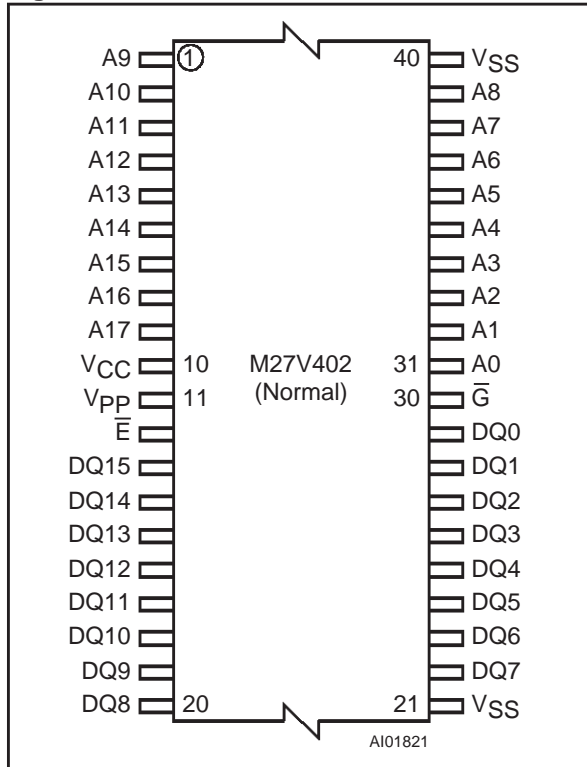 A9 1 40 VSS
A10 A8
A11 A7
A12 A6
A13 A5
A14 A4
A15 A3
A16 A2
A17 A1
VCC 10 M27V402 31 A0
VPP 11 (Normal) 30 G̅
E̅ DQ0
DQ15 DQ1
DQ14 DQ2
DQ13 DQ3
DQ12 DQ4
DQ11 DQ5
DQ10 DQ6
DQ9 DQ7
DQ8 20 21 VSS
AI01821